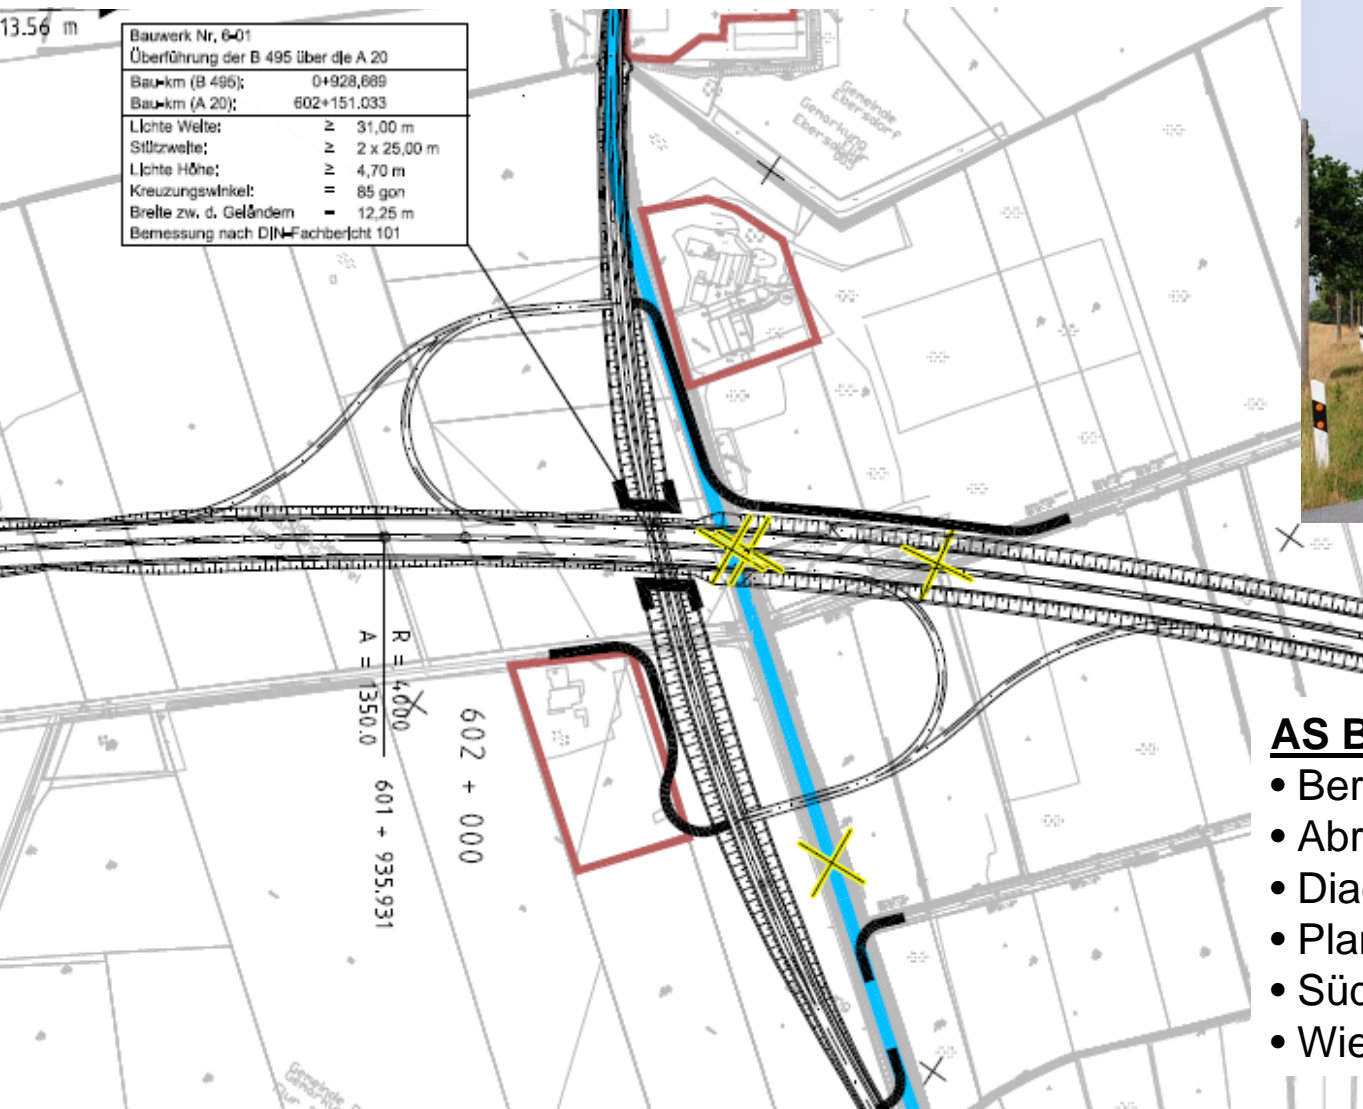 13.56 m
Bauwerk Nr. 6-01
Überführung der B 495 über die A 20
Bau-km (B 495): 0+928,669
Bau-km (A 20): 602+151.033
Lichte Weite: ≥ 31,00 m
Stützweite: ≥ 2 x 25,00 m
Lichte Höhe: ≥ 4,70 m
Kreuzungswinkel: = 85 gon
Breite zw. d. Geländern = 12,25 m
Bemessung nach DIN-Fachbericht 101
Gemeinde
Ebersdorf
Gemarkung
Ebersdorf
R = 4000
A = 1350.0
602 + 000
601 + 935.931
AS B
• Ber
• Abr
• Dia
• Plan
• Süd
• Wie
Gemeinde